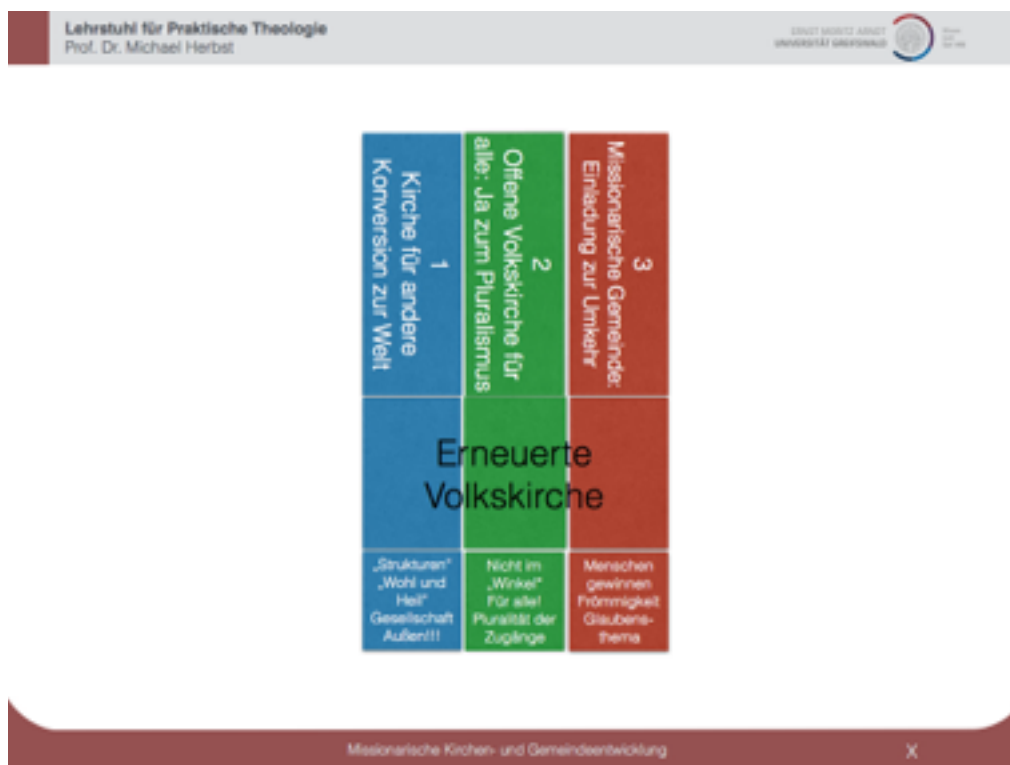 Lehrstuhl für Praktische Theologie
Prof. Dr. Michael Herbst
ERNST MORITZ ARNDT
UNIVERSITÄT GREIFSWALD
1
Kirche für andere
Konversion zur Welt
2
Offene Volkskirche für
alle: Ja zum Pluralismus
3
Missionarische Gemeinde:
Einladung zur Umkehr
Erneuerte
Volkskirche
„Strukturen“
„Wohl und
Heil“
Gesellschaft
Außen!!!
Nicht im
„Winkel“
Für alle!
Pluralität der
Zugänge
Menschen
gewinnen
Frömmigkeit
Glaubens-
thema
Missionarische Kirchen- und Gemeindeentwicklung
X